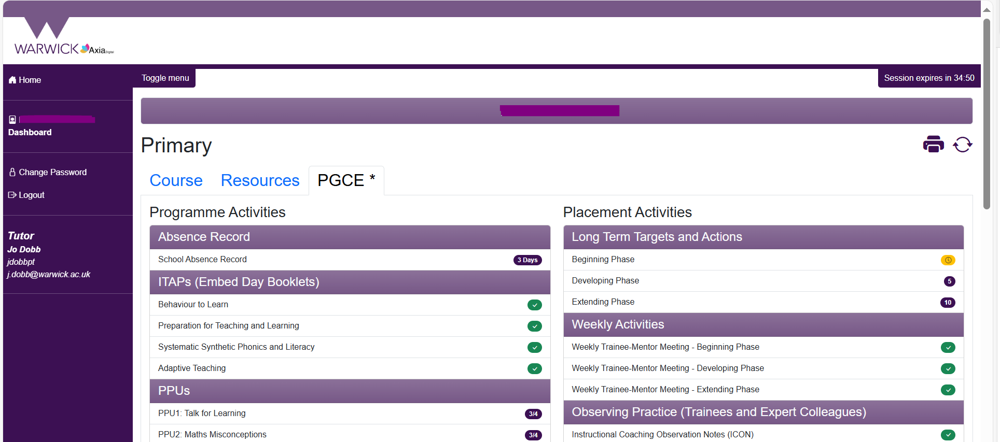 WARWICK Axia Digital
Home
Toggle menu
Session expires in 34:50
Dashboard
Primary
Change Password
Logout
Course
Resources
PGCE *
Tutor
Jo Dobb
jdobbpt
j.dobb@warwick.ac.uk
Programme Activities
Absence Record
School Absence Record 3 Days
ITAPs (Embed Day Booklets)
Behaviour to Learn
Preparation for Teaching and Learning
Systematic Synthetic Phonics and Literacy
Adaptive Teaching
PPUs
PPU1: Talk for Learning 3/4
PPU2: Maths Misconceptions 3/4
Placement Activities
Long Term Targets and Actions
Beginning Phase
Developing Phase 5
Extending Phase 10
Weekly Activities
Weekly Trainee-Mentor Meeting - Beginning Phase
Weekly Trainee-Mentor Meeting - Developing Phase
Weekly Trainee-Mentor Meeting - Extending Phase
Observing Practice (Trainees and Expert Colleagues)
Instructional Coaching Observation Notes (ICON)